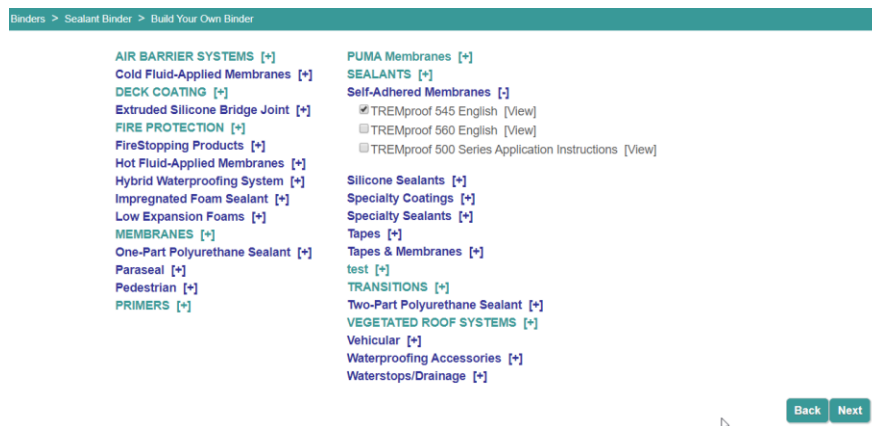 Binders > Sealant Binder > Build Your Own Binder
AIR BARRIER SYSTEMS [+]
Cold Fluid-Applied Membranes [+]
DECK COATING [+]
Extruded Silicone Bridge Joint [+]
FIRE PROTECTION [+]
FireStopping Products [+]
Hot Fluid-Applied Membranes [+]
Hybrid Waterproofing System [+]
Impregnated Foam Sealant [+]
Low Expansion Foams [+]
MEMBRANES [+]
One-Part Polyurethane Sealant [+]
Paraseal [+]
Pedestrian [+]
PRIMERS [+]
PUMA Membranes [+]
SEALANTS [+]
Self-Adhered Membranes [-]
TREMproof 545 English [View]
TREMproof 560 English [View]
TREMproof 500 Series Application Instructions [View]
Silicone Sealants [+]
Specialty Coatings [+]
Specialty Sealants [+]
Tapes [+]
Tapes & Membranes [+]
test [+]
TRANSITIONS [+]
Two-Part Polyurethane Sealant [+]
VEGETATED ROOF SYSTEMS [+]
Vehicular [+]
Waterproofing Accessories [+]
Waterstops/Drainage [+]
Back Next